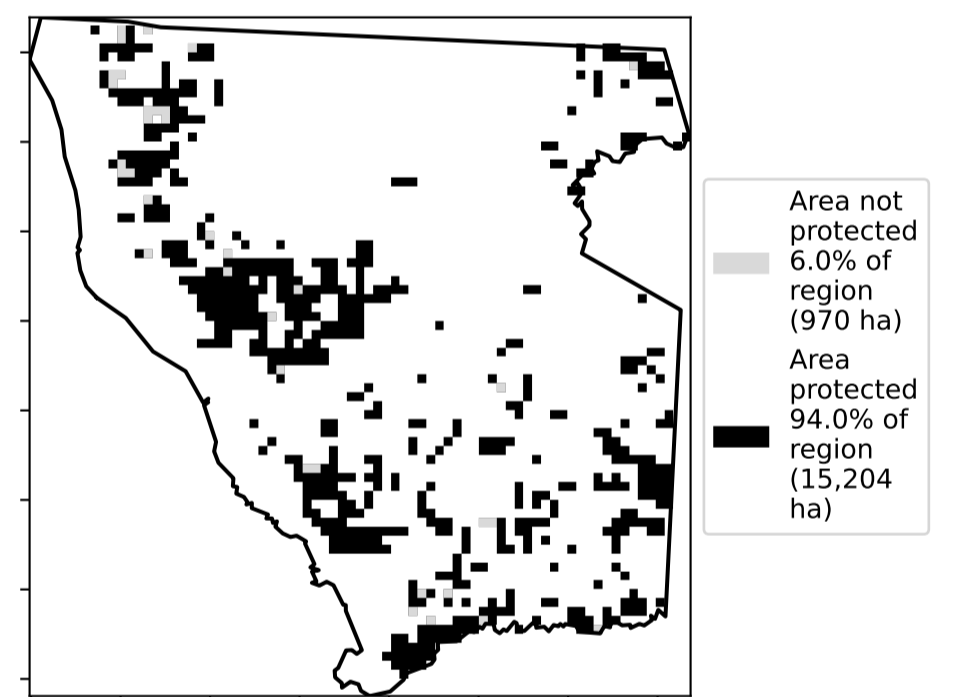 Area not
protected
6.0% of
region
(970 ha)
Area
protected
94.0% of
region
(15,204
ha)